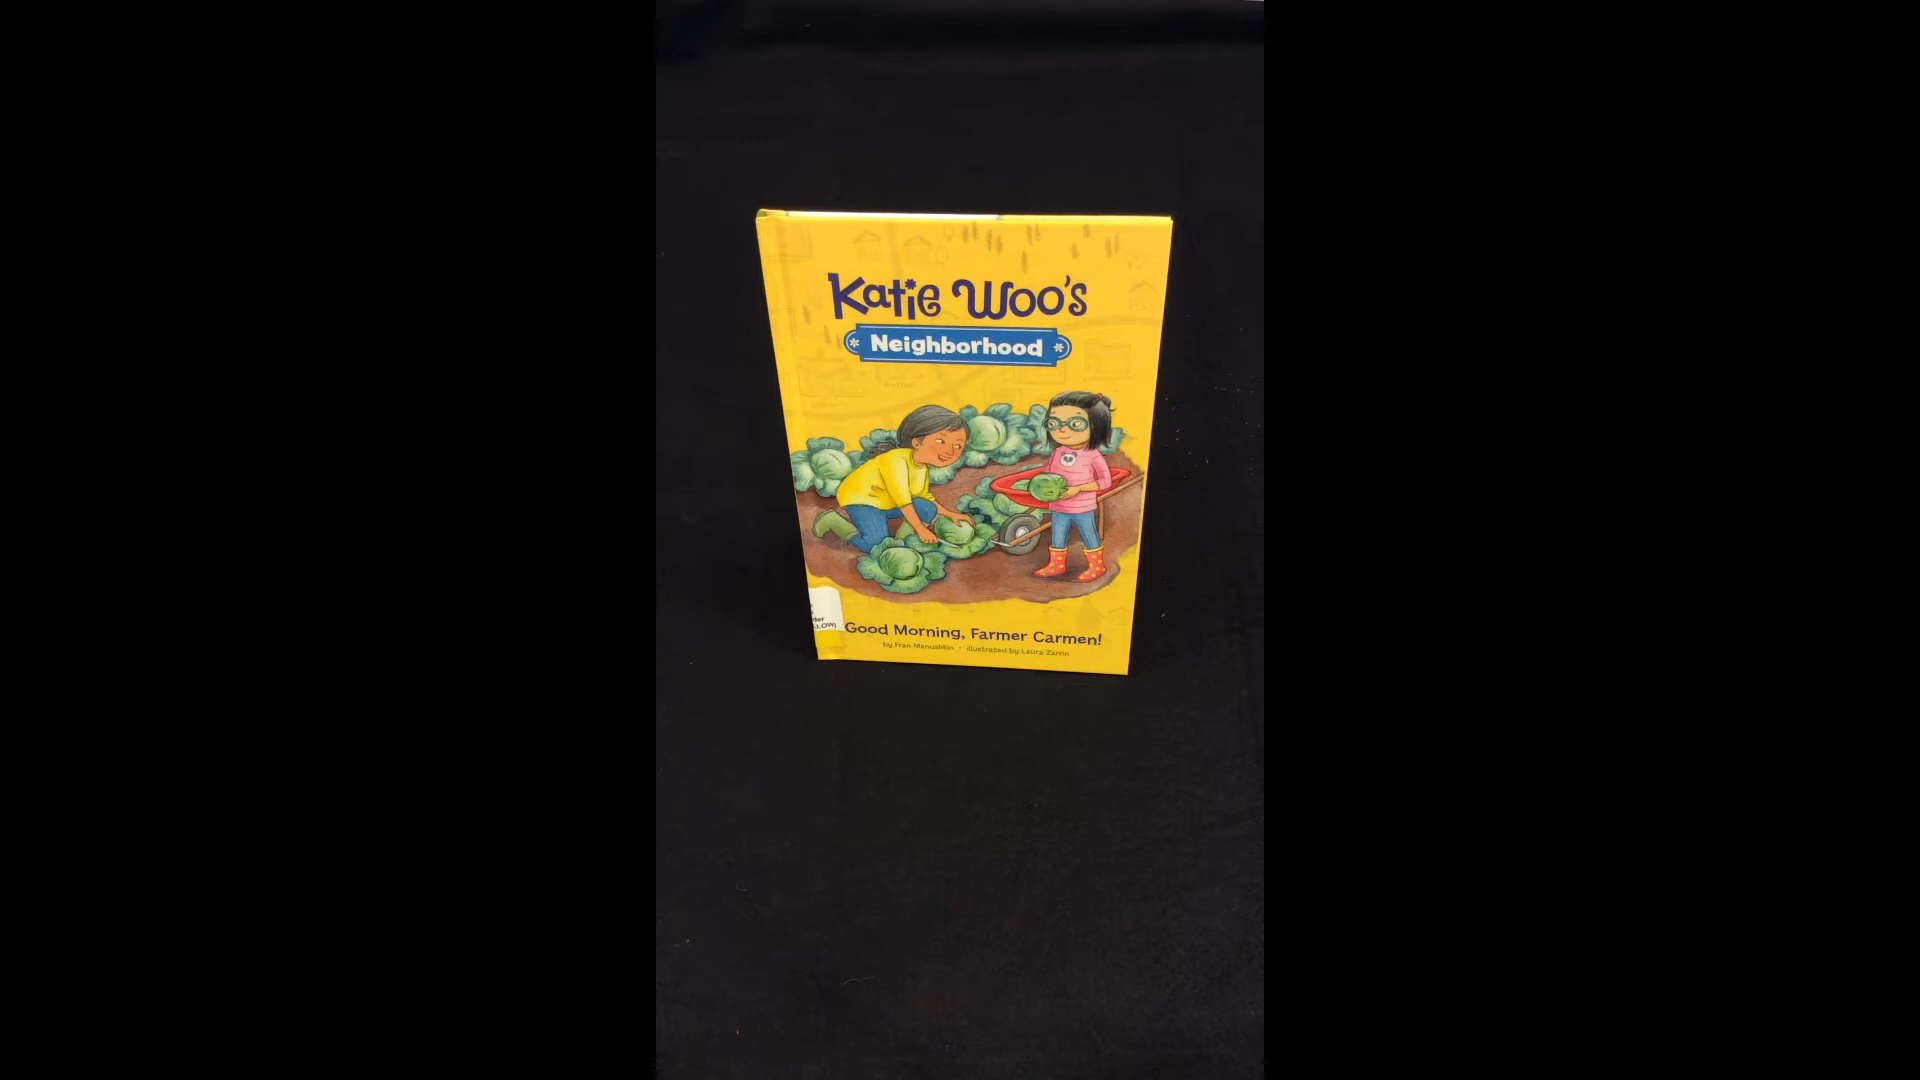 Katie Woo's
Neighborhood
Good Morning, Farmer Carmen!
by Fran Manushkin • illustrated by Laura Zarrin